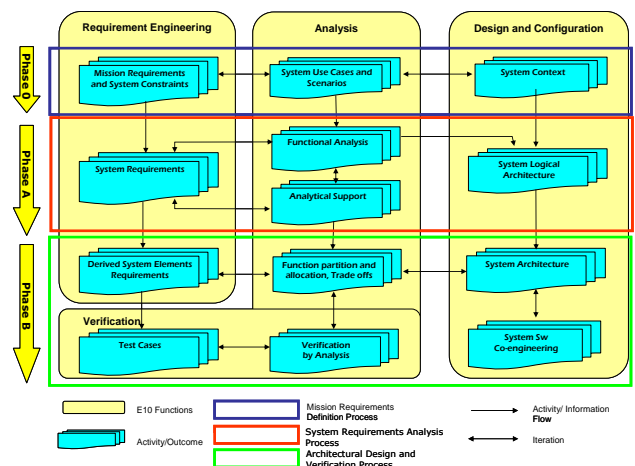 Requirement Engineering
Analysis
Design and Configuration
Phase 0
Mission Requirements
and System Constraints
System Use Cases and
Scenarios
System Context
Phase A
System Requirements
Functional Analysis
Analytical Support
System Logical
Architecture
Phase B
Derived System Elements
Requirements
Function partition and
allocation, Trade offs
System Architecture
Verification
Test Cases
Verification
by Analysis
System Sw
Co-engineering
E10 Functions
Activity/Outcome
Mission Requirements
Definition Process
System Requirements Analysis
Process
Architectural Design and
Verification Process
Activity/ Information
Flow
Iteration